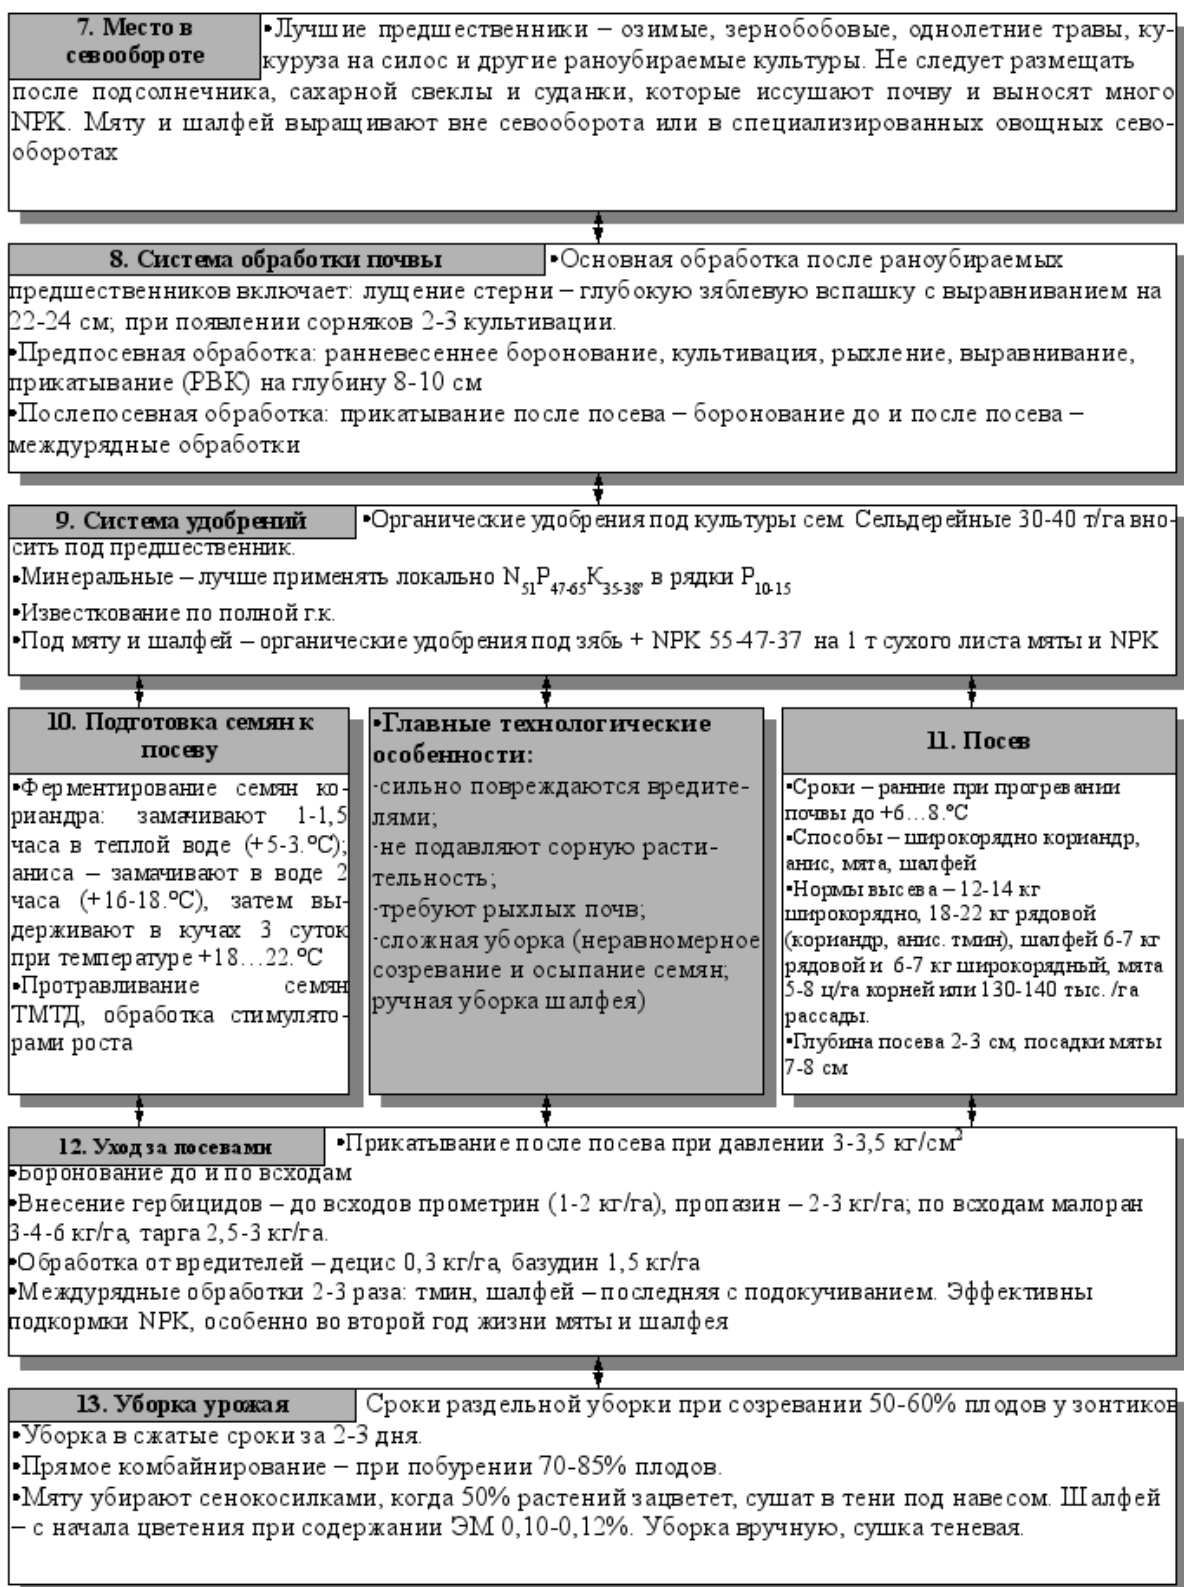 7. Место в
севообороте
•Лучшие предшественники – озимые, зернобобовые, однолетние травы, ку-
куруза на силос и другие раноубираемые культуры. Не следует размещать
после подсолнечника, сахарной свеклы и суданки, которые иссушают почву и выносят много
NPK. Мяту и шалфей выращивают вне севооборота или в специализированных овощных сево-
оборотах
8. Система обработки почвы
•Основная обработка после раноубираемых
предшественников включает: лущение стерни – глубокую зяблевую вспашку с выравниванием на
22-24 см; при появлении сорняков 2-3 культивации.
•Предпосевная обработка: ранневесеннее боронование, культивация, рыхление, выравнивание,
прикатывание (РВК) на глубину 8-10 см
•Послепосевная обработка: прикатывание после посева – боронование до и после посева –
междурядные обработки
9. Система удобрений
•Органические удобрения под культуры сем. Сельдерейные 30-40 т/га вно-
сить под предшественник.
•Минеральные – лучше применять локально N51P47-65K35-38, в рядки P10-15
•Известкование по полной г.к.
•Под мяту и шалфей – органические удобрения под зябь + NPK 55-47-37 на 1 т сухого листа мяты и NPK
10. Подготовка семян к
посеву
•Ферментирование семян ко-
риандра: замачивают 1-1,5
часа в теплой воде (+5-3.°С);
аниса – замачивают в воде 2
часа (+16-18.°С), затем вы-
держивают в кучах 3 суток
при температуре +18…22.°С
•Протравливание семян
ТМТД, обработка стимулято-
рами роста
•Главные технологические
особенности:
-сильно повреждаются вредите-
лями;
-не подавляют сорную расти-
тельность;
-требуют рыхлых почв;
-сложная уборка (неравномерное
созревание и осыпание семян;
ручная уборка шалфея)
11. Посев
•Сроки – ранние при прогревании
почвы до +6…8.°С
•Способы – широкорядно кориандр,
анис, мята, шалфей
•Нормы высева – 12-14 кг
широкорядно, 18-22 кг рядовой
(кориандр, анис. тмин), шалфей 6-7 кг
рядовой и 6-7 кг широкорядный, мята
5-8 ц/га корней или 130-140 тыс. /га
рассады.
•Глубина посева 2-3 см, посадки мяты
7-8 см
12. Уход за посевами
•Прикатывание после посева при давлении 3-3,5 кг/см²
•Боронование до и по всходам
•Внесение гербицидов – до всходов прометрин (1-2 кг/га), пропазин – 2-3 кг/га; по всходам малоран
3-4-6 кг/га, тарга 2,5-3 кг/га.
•Обработка от вредителей – децис 0,3 кг/га, базудин 1,5 кг/га
•Междурядные обработки 2-3 раза: тмин, шалфей – последняя с подокучиванием. Эффективны
подкормки NPK, особенно во второй год жизни мяты и шалфея
13. Уборка урожая
Сроки раздельной уборки при созревании 50-60% плодов у зонтиков
•Уборка в сжатые сроки за 2-3 дня.
•Прямое комбайнирование – при побурении 70-85% плодов.
•Мяту убирают сенокосилками, когда 50% растений зацветет, сушат в тени под навесом. Шалфей
– с начала цветения при содержании ЭМ 0,10-0,12%. Уборка вручную, сушка теневая.